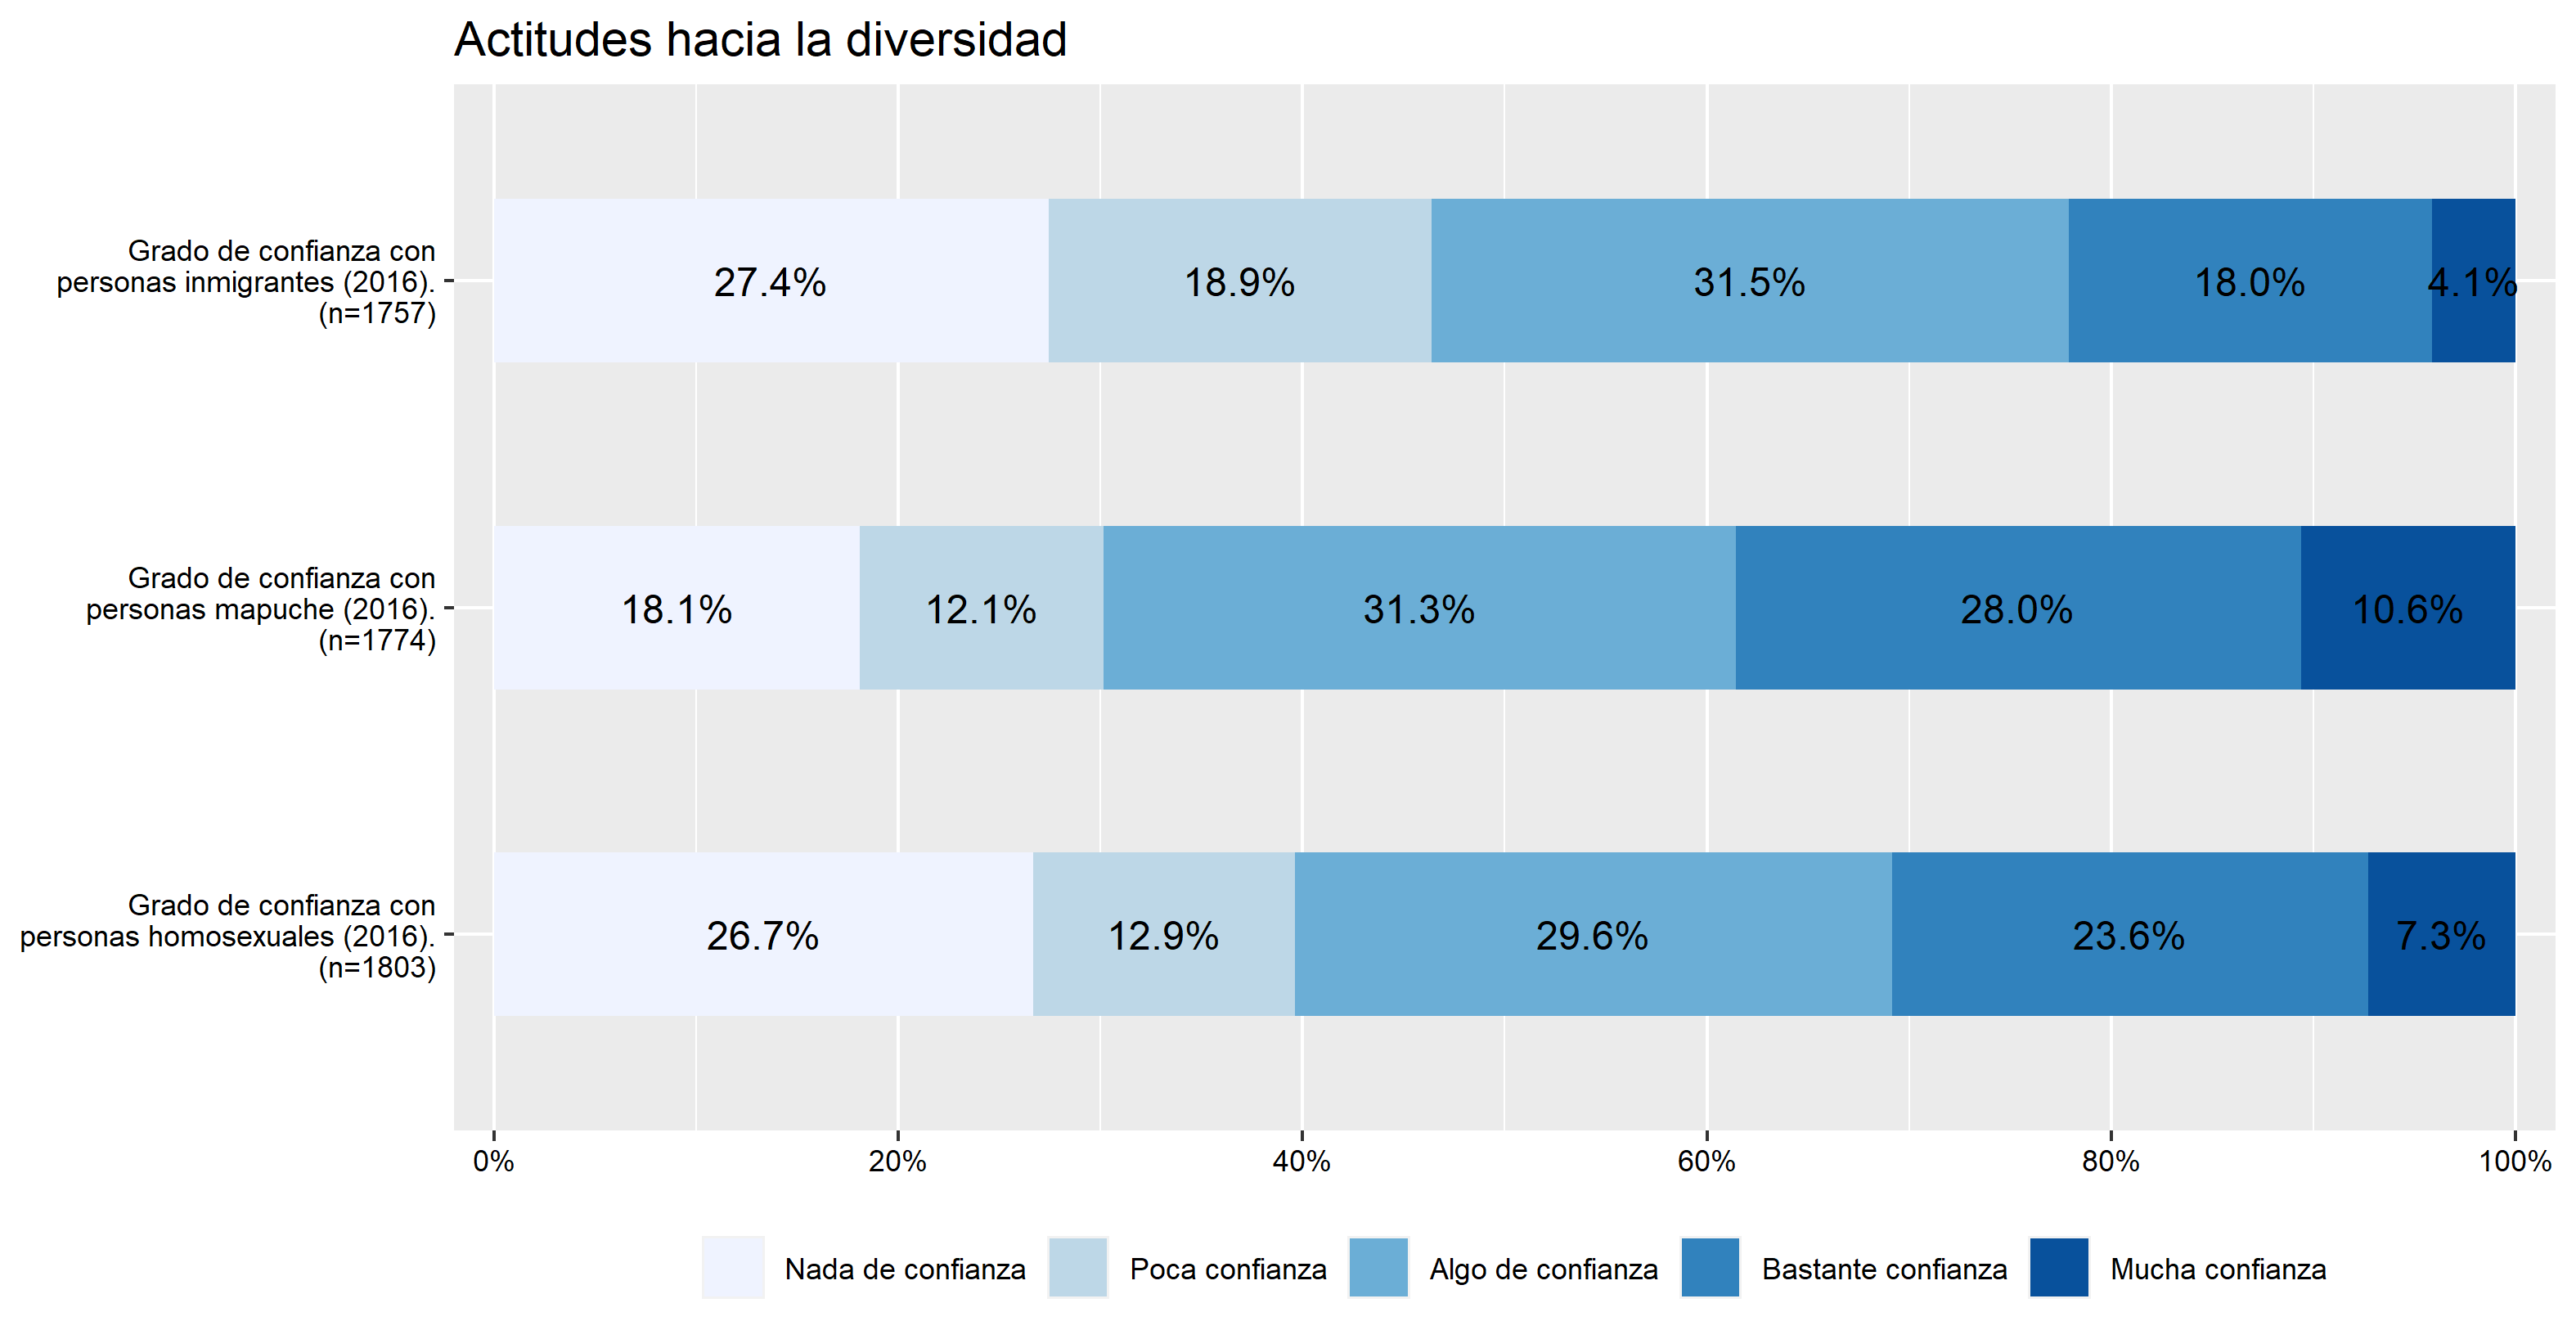 Actitudes hacia la diversidad
Grado de confianza con
personas inmigrantes (2016).
(n=1757)
27.4%
18.9%
31.5%
18.0%
4.1%
Grado de confianza con
personas mapuche (2016).
(n=1774)
18.1%
12.1%
31.3%
28.0%
10.6%
Grado de confianza con
personas homosexuales (2016).
(n=1803)
26.7%
12.9%
29.6%
23.6%
7.3%
0%
20%
40%
60%
80%
100%
Nada de confianza
Poca confianza
Algo de confianza
Bastante confianza
Mucha confianza